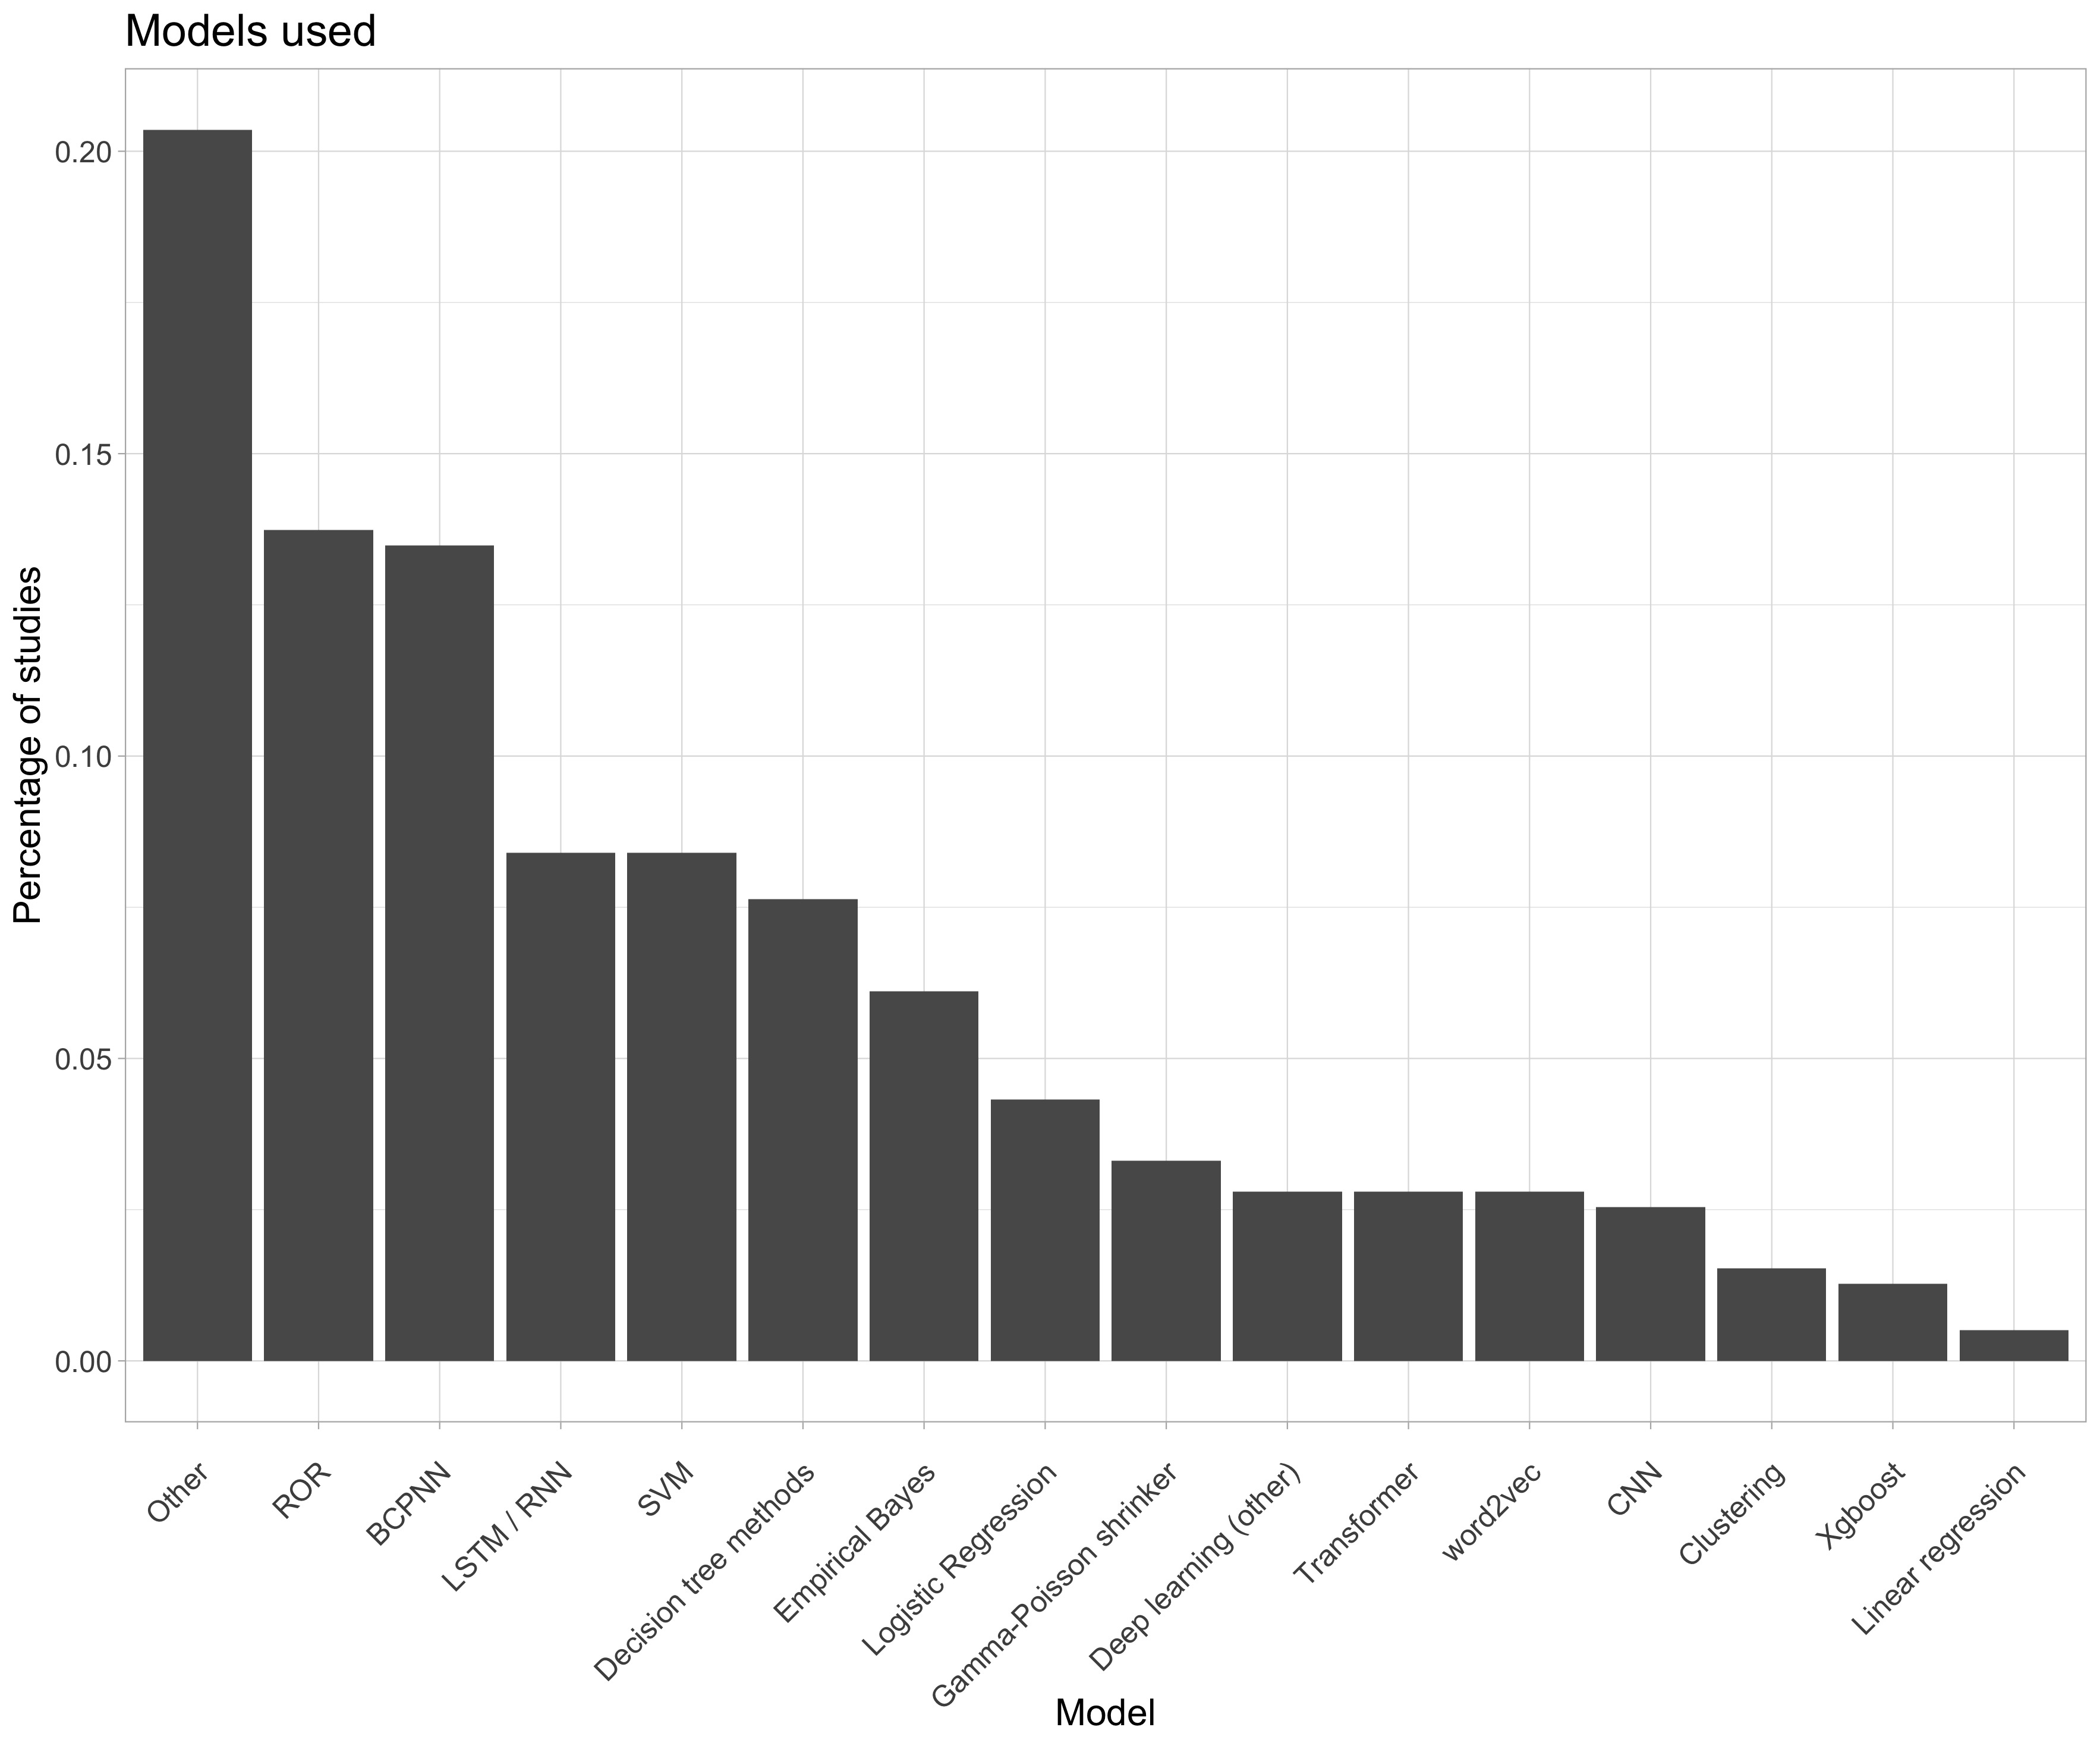 Models used
Percentage of studies
0.20
0.15
0.10
0.05
0.00
Other
ROR
BCPNN
LSTM / RNN
SVM
Decision tree methods
Empirical Bayes
Logistic Regression
Gamma-Poisson shrinker
Deep learning (other)
Transformer
word2vec
CNN
Clustering
Xgboost
Linear regression
Model